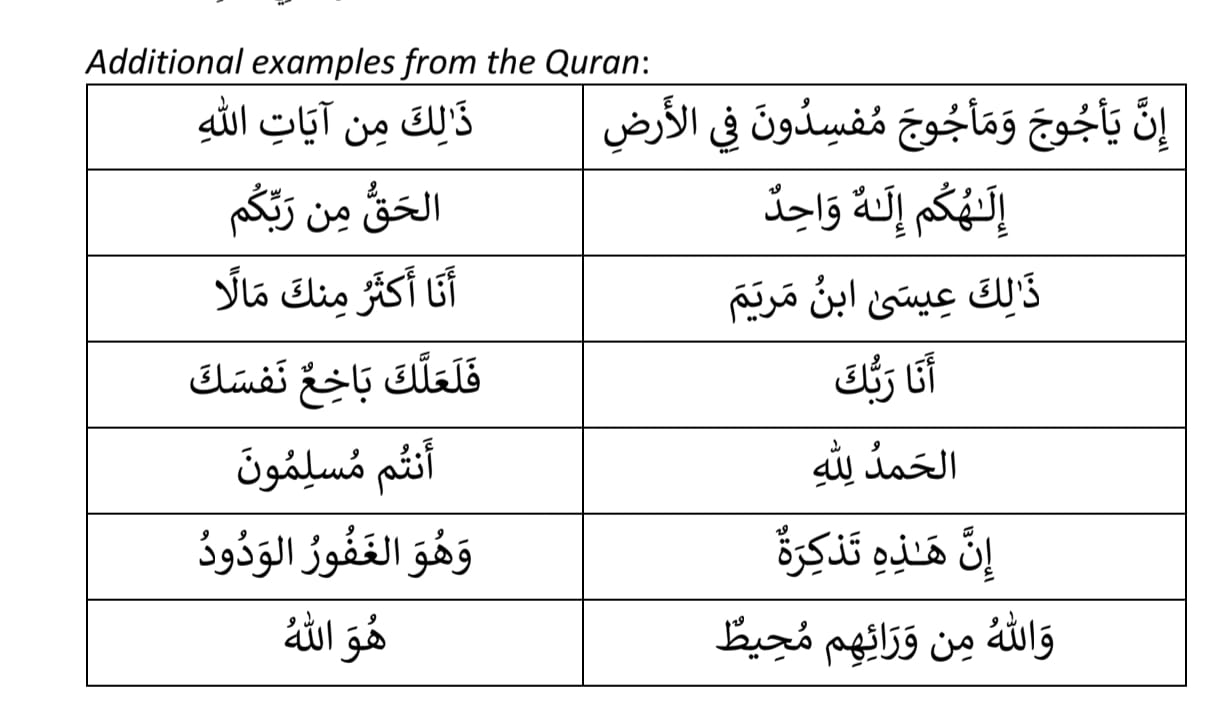 Additional examples from the Quran:
إِنَّ يَأْجُوجَ وَمَأْجُوجَ مُفسِدُونَ فِي الأَرضِ
ذَٰلِكَ مِن آيَاتِ اللهِ
إِلَـٰهُكُم إِلَـٰهٌ وَاحِدٌ
الحَقُّ مِن رَبِّكُم
ذَٰلِكَ عِيسَىٰ ابنُ مَريَمَ
أَنَا أَكثَرُ مِنكَ مَالًا
أَنَا رَبُّكَ
فَلَعَلَّكَ بَاخِعٌ نَفسَكَ
الحَمدُ لِلهِ
أَنتُم مُسلِمُونَ
إِنَّ هَـٰذِهِ تَذكِرَةٌ
وَهُوَ الغَفُورُ الوَدُودُ
وَاللهُ مِن وَرَائِهِم مُحِيطٌ
هُوَ اللهُ